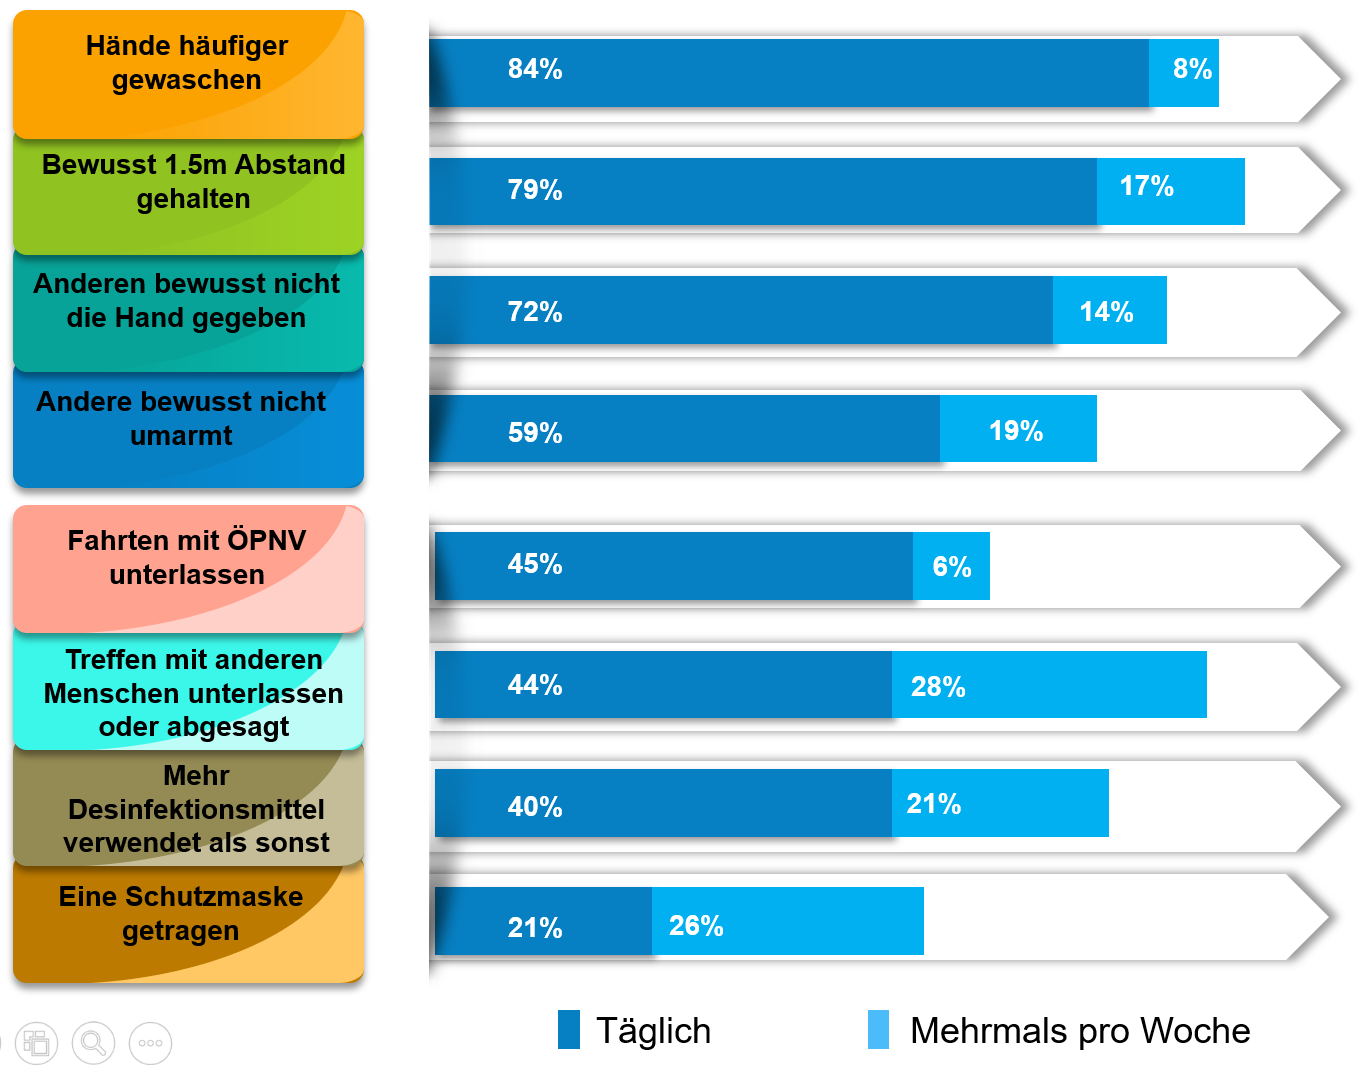 Hände häufiger
gewaschen
84%
8%
Bewusst 1.5m Abstand
gehalten
79%
17%
Anderen bewusst nicht
die Hand gegeben
72%
14%
Andere bewusst nicht
umarmt
59%
19%
Fahrten mit ÖPNV
unterlassen
45%
6%
Treffen mit anderen
Menschen unterlassen
oder abgesagt
44%
28%
Mehr
Desinfektionsmittel
verwendet als sonst
40%
21%
Eine Schutzmaske
getragen
21%
26%
Täglich
Mehrmals pro Woche